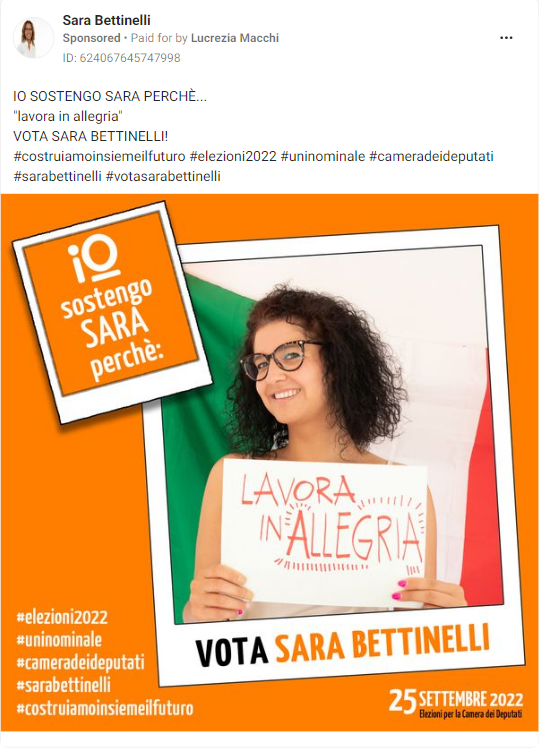 Sara Bettinelli
Sponsored • Paid for by Lucrezia Macchi
ID: 624067645747998
IO SOSTENGO SARA PERCHÈ...
"lavora in allegria"
VOTA SARA BETTINELLI!
#costruiamoinsiemeilfuturo #elezioni2022 #uninominale #cameradeideputati
#sarabettinelli #votasarabettinelli
iO
sostengo
SARA
perchè:
LAVORA
IN ALLEGRIA
VOTA SARA BETTINELLI
#elezioni2022
#uninominale
#cameradeideputati
#sarabettinelli
#costruiamoinsiemeilfuturo
25 SETTEMBRE 2022
Elezioni per la Camera dei Deputati